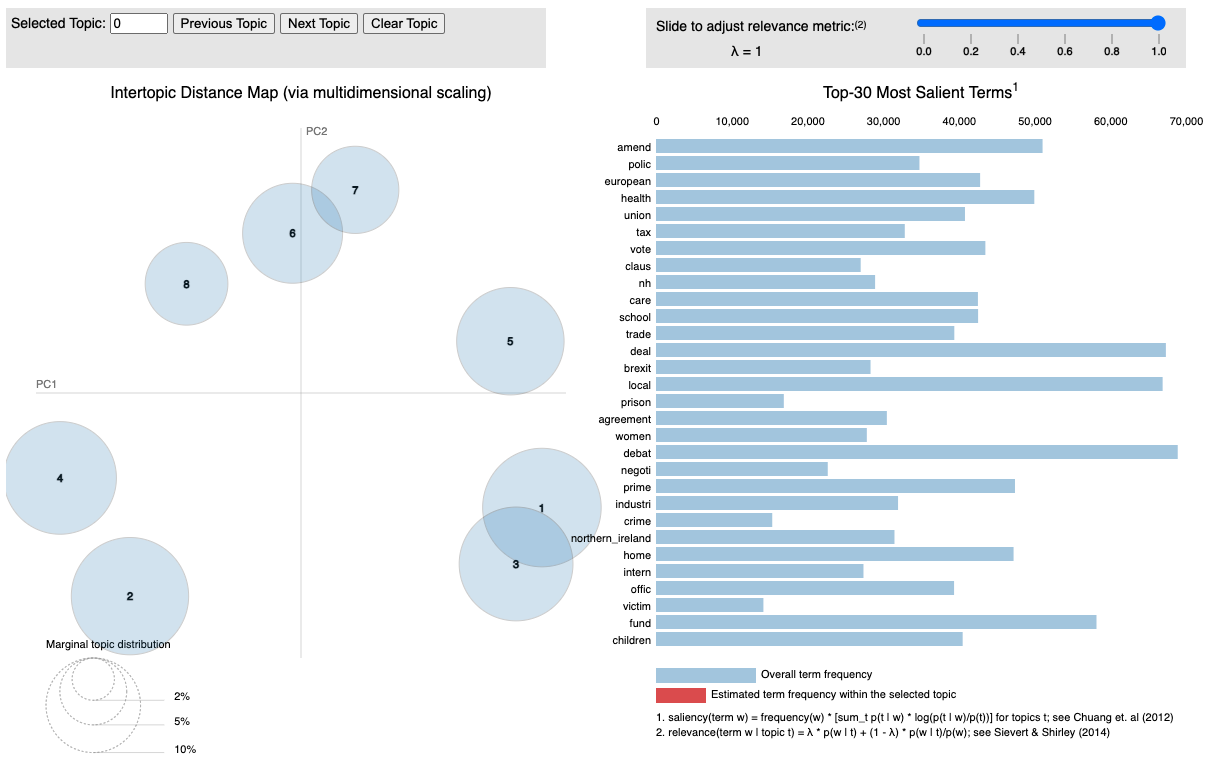 Selected Topic: 0 Previous Topic Next Topic Clear Topic
Slide to adjust relevance metric:(2)
λ = 1
0.0 0.2 0.4 0.6 0.8 1.0
Intertopic Distance Map (via multidimensional scaling)
PC2
PC1
7
6
8
5
4
1
3
2
Marginal topic distribution
2%
5%
10%
Top-30 Most Salient Terms1
0 10,000 20,000 30,000 40,000 50,000 60,000 70,000
amend
polic
european
health
union
tax
vote
claus
nh
care
school
trade
deal
brexit
local
prison
agreement
women
debat
negoti
prime
industri
crime
northern_ireland
home
intern
offic
victim
fund
children
Overall term frequency
Estimated term frequency within the selected topic
1. saliency(term w) = frequency(w) * [sum_t p(t | w) * log(p(t | w)/p(t))] for topics t; see Chuang et. al (2012)
2. relevance(term w | topic t) = λ * p(w | t) + (1 - λ) * p(w | t)/p(w); see Sievert & Shirley (2014)